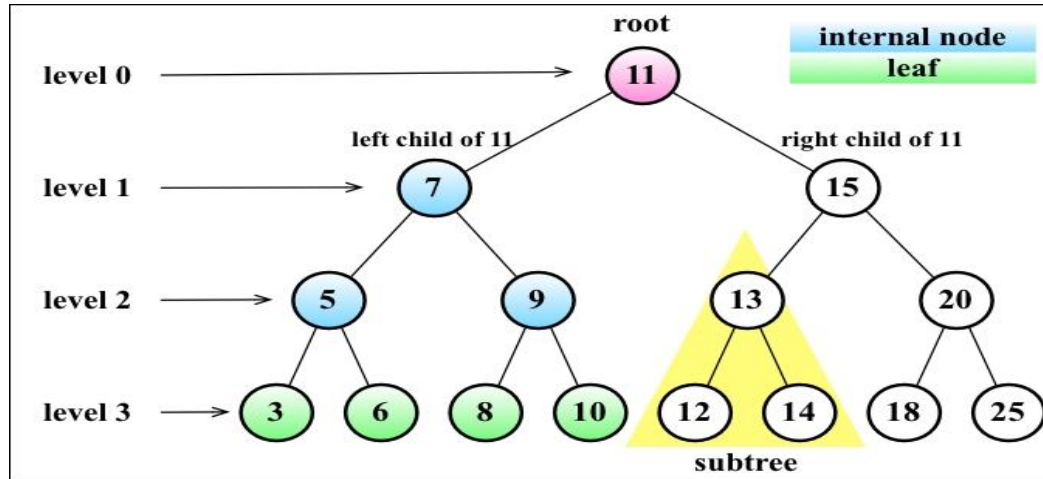 root
internal node
leaf
level 0
11
left child of 11
right child of 11
level 1
7
15
level 2
5
9
13
20
level 3
3
6
8
10
12
14
18
25
subtree